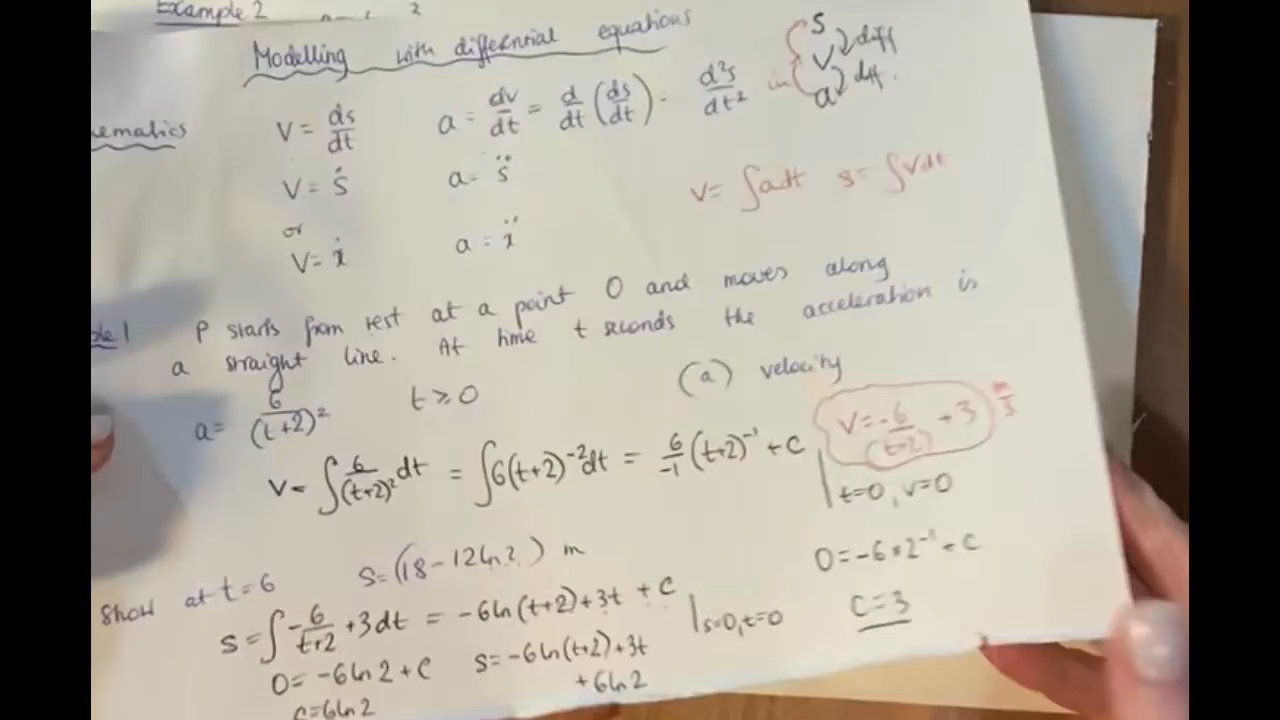 Example 2
Modelling with differential equations
s
v
a
diff
diff.
in
ematics
V = ds/dt
a = dv/dt = d/dt (ds/dt) = d²s/dt²
V = ṡ
a = s̈
V = ∫a dt s = ∫V dt
or
V = ẋ
a = ẍ
ple 1
P starts from rest at a point O and moves along
a straight line. At time t seconds the acceleration is
a = 6/(t+2)² t ≥ 0
(a) velocity
V = -6/(t+2) + 3 m/s
V = ∫ 6/(t+2)² dt = ∫6(t+2)⁻² dt = 6/-1 (t+2)⁻¹ + C
t=0, v=0
0 = -6 × 2⁻¹ + C
C = 3
Show at t = 6 s = (18 - 12ln2) m
s = ∫ -6/(t+2) + 3 dt = -6ln(t+2) + 3t + C
s=0, t=0
0 = -6ln2 + C
s = -6ln(t+2) + 3t
+ 6ln2
C = 6ln2